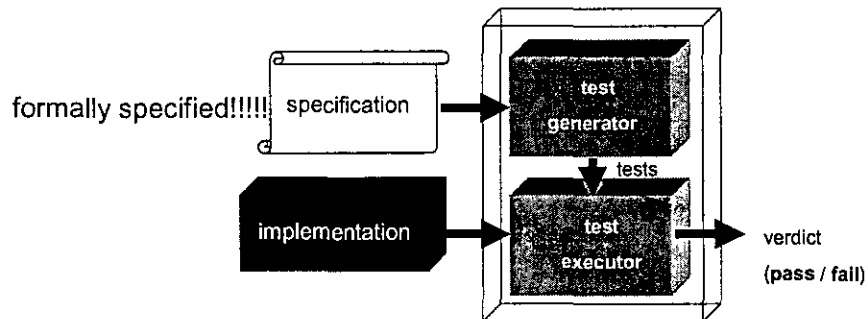 formally specified!!!!!
specification
test
generator
tests
implementation
test
executor
verdict
(pass / fail)